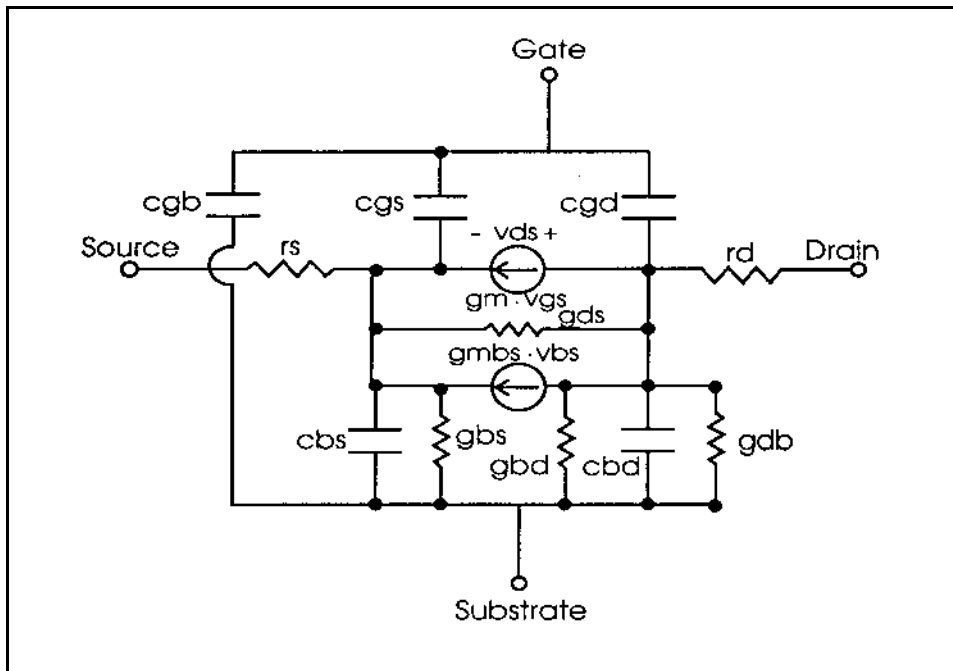 Gate
cgb
cgs
cgd
- vds +
Source
rs
rd
Drain
gm . vgs
gds
gmbs . vbs
cbs
gbs
gbd
cbd
gdb
Substrate